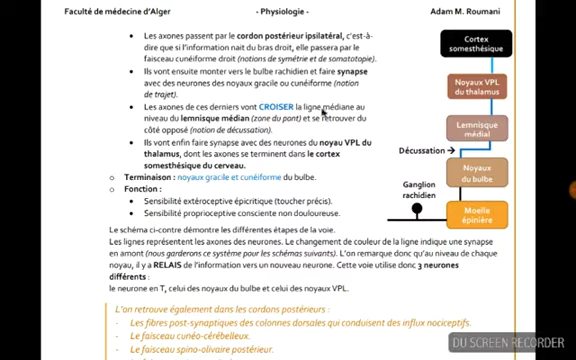 Faculté de médecine d'Alger - Physiologie - Adam M. Roumani
• Les axones passent par le cordon postérieur ipsilatéral, c'est-à-
dire que si l'information nait du bras droit, elle passera par le
faisceau cunéiforme droit (notions de symétrie et de somatotopie).
• Ils vont ensuite monter vers le bulbe rachidien et faire synapse
avec des neurones des noyaux gracile ou cunéiforme (notion
de trajet).
• Les axones de ces derniers vont CROISER la ligne médiane au
niveau du lemnisque médian (zone du pont) et se retrouver du
côté opposé (notion de décussation).
• Ils vont enfin faire synapse avec des neurones du noyau VPL du
thalamus, dont les axones se terminent dans le cortex
somesthésique du cerveau.
o Terminaison : noyaux gracile et cunéiforme du bulbe.
o Fonction :
• Sensibilité extéroceptive épicritique (toucher précis).
• Sensibilité proprioceptive consciente non douloureuse.
Cortex
somesthésique
Noyaux VPL
du thalamus
Lemnisque
médial
Décussation →
Noyaux
du bulbe
Ganglion
rachidien
Moelle
épinière
Le schéma ci-contre démontre les différentes étapes de la voie.
Les lignes représentent les axones des neurones. Le changement de couleur de la ligne indique une synapse
en amont (nous garderons ce système pour les schémas suivants). L'on remarque donc qu'au niveau de chaque
noyau, il y a RELAIS de l'information vers un nouveau neurone. Cette voie utilise donc 3 neurones
différents :
le neurone en T, celui des noyaux du bulbe et celui des noyaux VPL.
L'on retrouve également dans les cordons postérieurs :
- Les fibres post-synaptiques des colonnes dorsales qui conduisent des influx nociceptifs.
- Le faisceau cunéo-cérébelleux.
- Le faisceau spino-olivaire postérieur.
DU SCREEN RECORDER